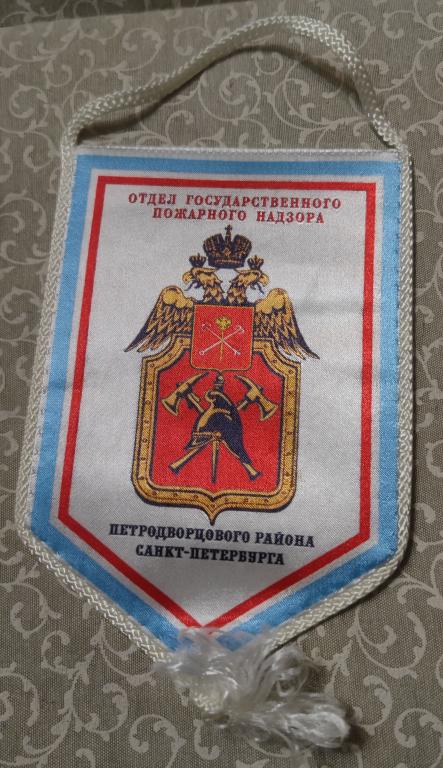 ОТДЕЛ ГОСУДАРСТВЕННОГО
ПОЖАРНОГО НАДЗОРА
ПЕТРОДВОРЦОВОГО РАЙОНА
САНКТ-ПЕТЕРБУРГА